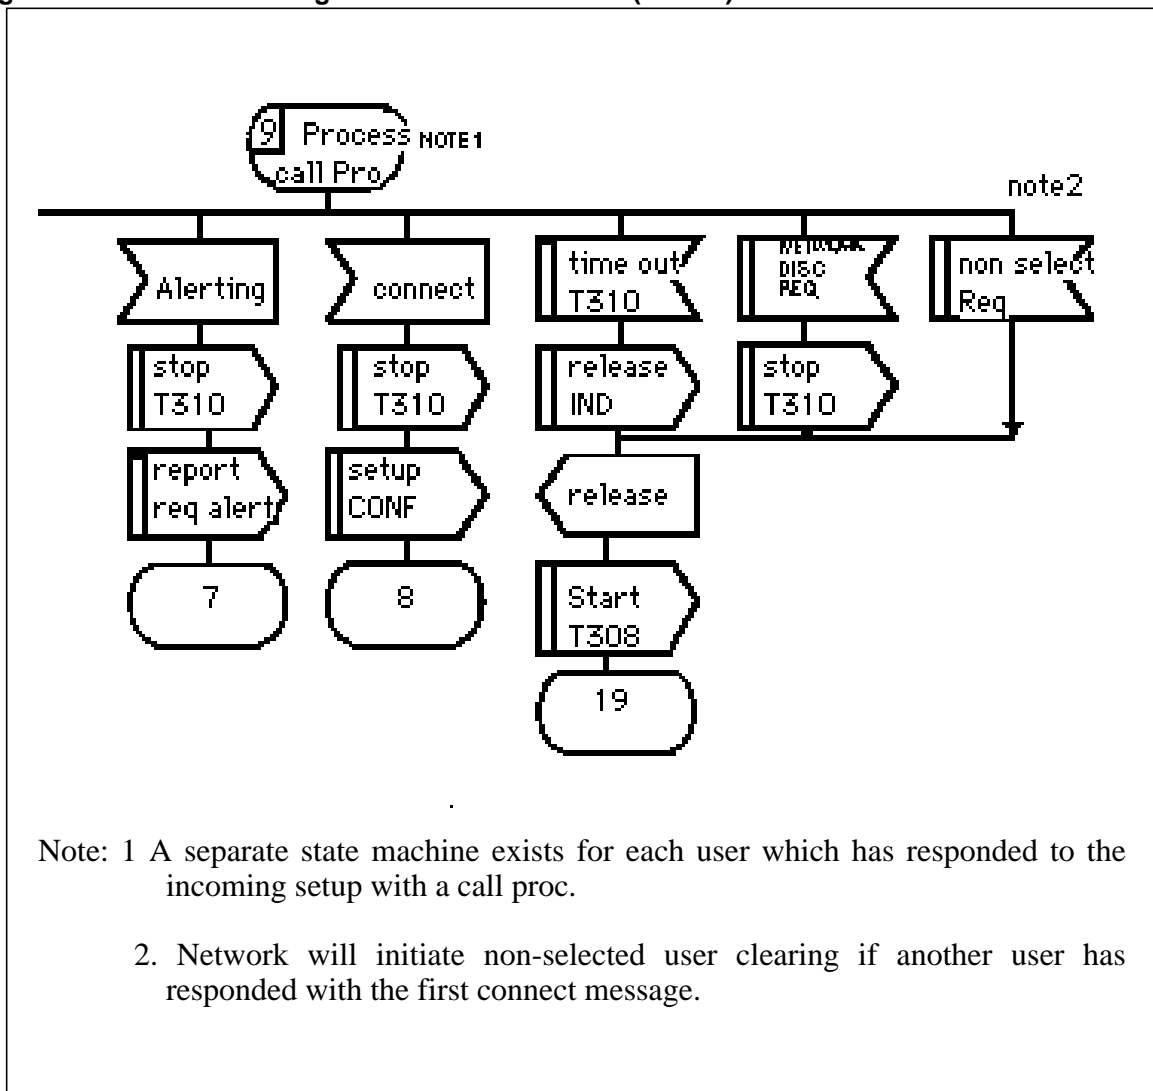 9 Process NOTE1
call Pro
note2
Alerting
connect
time out
T310
DISC
REQ
non select
Req
stop
T310
stop
T310
release
IND
stop
T310
report
req alert
setup
CONF
release
7
8
Start
T308
19
Note: 1 A separate state machine exists for each user which has responded to the
incoming setup with a call proc.
2. Network will initiate non-selected user clearing if another user has
responded with the first connect message.